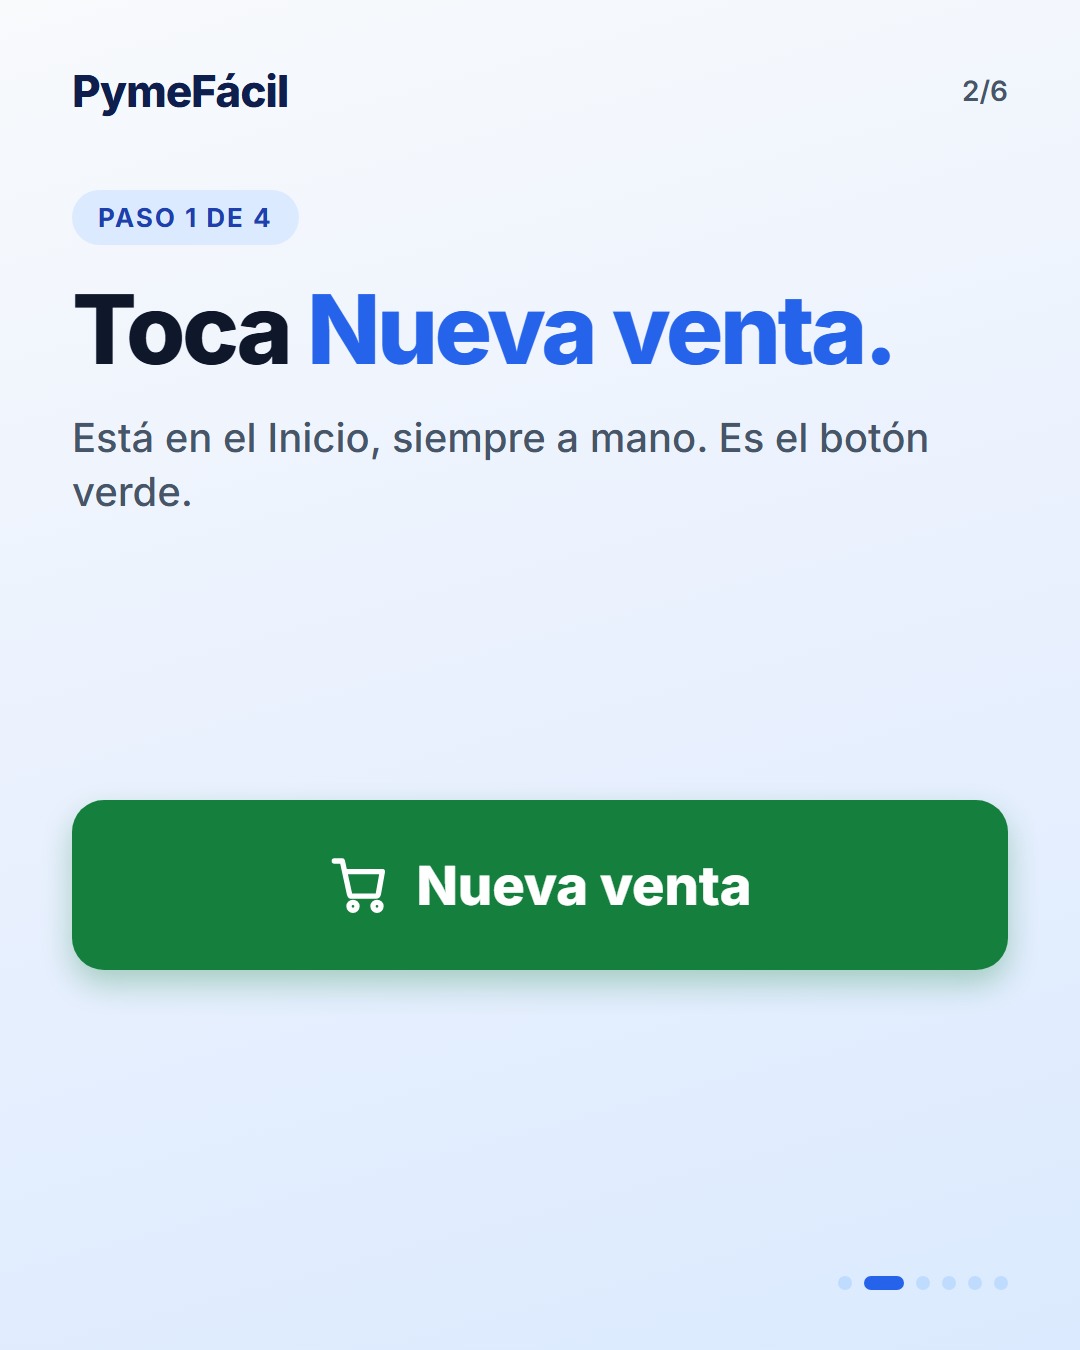 PymeFácil
2/6
PASO 1 DE 4
Toca Nueva venta.
Está en el Inicio, siempre a mano. Es el botón
verde.
Nueva venta